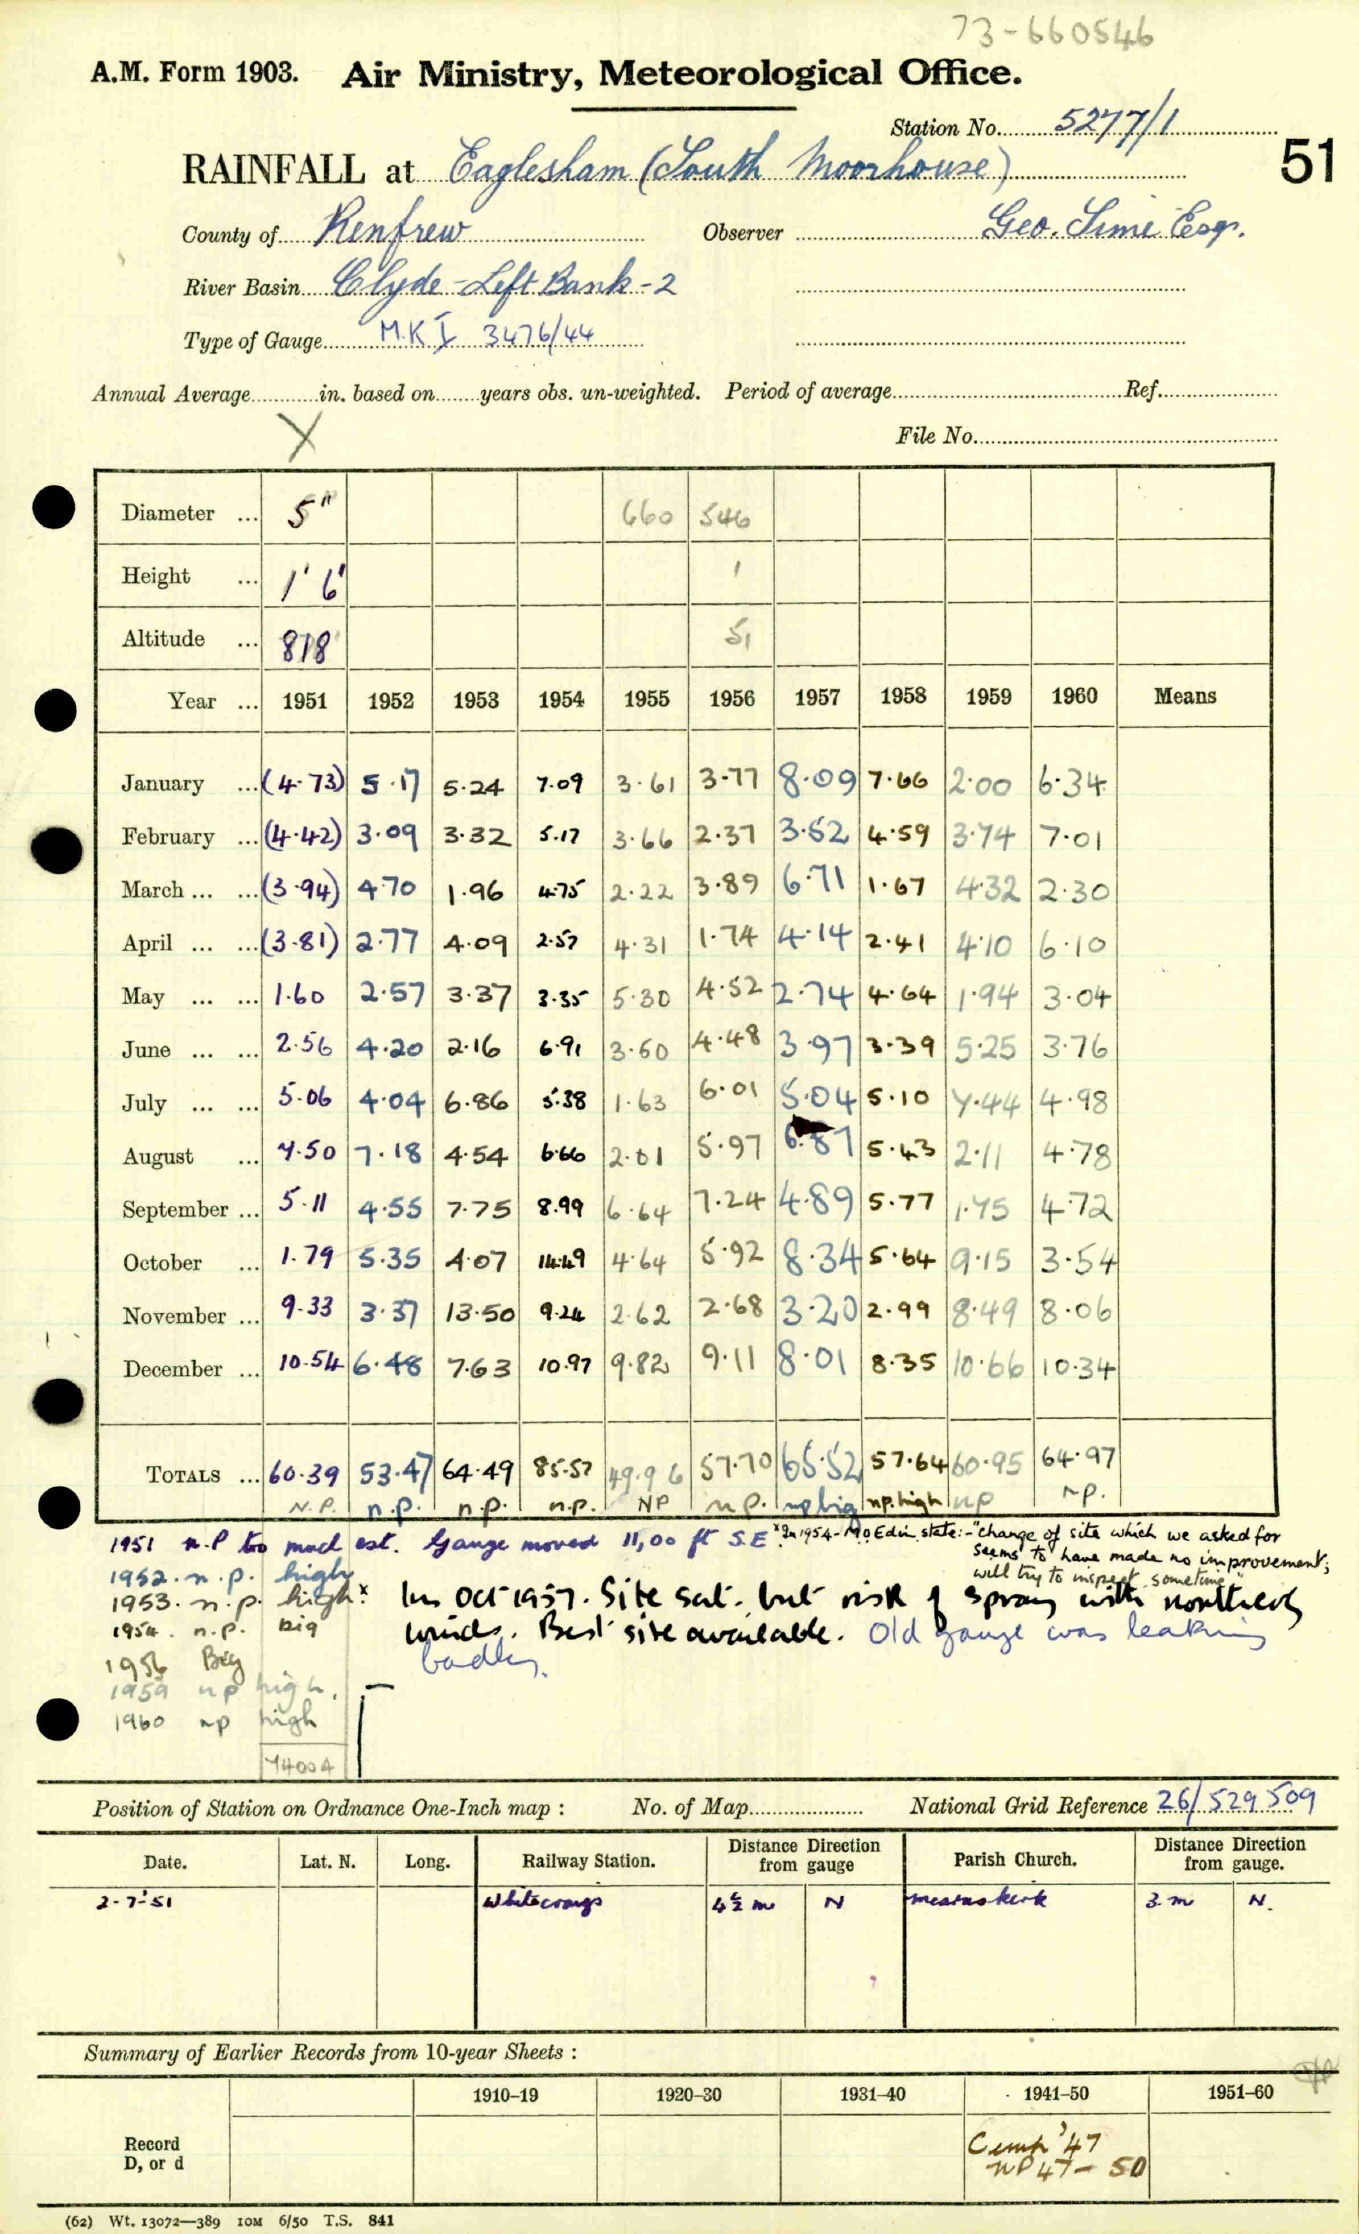 73-660546
A.M. Form 1903. Air Ministry, Meteorological Office.
Station No. 5277/1
51
RAINFALL at Eaglesham (South Moorhouse)
County of Renfrew Observer Geo. Sime Esqr.
River Basin Clyde - Left Bank - 2
Type of Gauge M.K I 3476/44
Annual Average in. based on years obs. un-weighted. Period of average Ref.
X
File No.
Diameter ... 5" 660 546
Height ... 1' 6' 1
Altitude ... 818 51
Year ... 1951 1952 1953 1954 1955 1956 1957 1958 1959 1960 Means
January ... (4.73) 5.17 5.24 7.09 3.61 3.77 8.09 7.66 2.00 6.34
February ... (4.42) 3.09 3.32 5.17 3.66 2.37 3.52 4.59 3.74 7.01
March ... ... (3.94) 4.70 1.96 4.75 2.22 3.89 6.71 1.67 4.32 2.30
April ... ... (3.81) 2.77 4.09 2.57 4.31 1.74 4.14 2.41 4.10 6.10
May ... ... 1.60 2.57 3.37 3.35 5.30 4.52 2.74 4.64 1.94 3.04
June ... ... 2.56 4.20 2.16 6.91 3.50 4.48 3.97 3.39 5.25 3.76
July ... ... 5.06 4.04 6.86 5.38 1.63 6.01 5.04 5.10 7.44 4.98
August ... 7.50 7.18 4.54 6.66 2.01 5.97 6.87 5.43 2.11 4.78
September ... 5.11 4.55 7.75 8.99 6.64 7.24 4.89 5.77 1.75 4.72
October ... 1.79 5.35 4.07 14.49 4.64 5.92 8.34 5.64 9.15 3.54
November ... 9.33 3.37 13.50 9.24 2.62 2.68 3.20 2.99 8.49 8.06
December ... 10.54 6.48 7.63 10.97 9.82 9.11 8.01 8.35 10.66 10.34
TOTALS ... 60.39 53.47 64.49 85.57 49.96 57.70 65.52 57.64 60.95 64.97
N.P. n.p. n.p. n.p. NP n p. np big np. high np np.
1951 n.P too much est. Gauge moved 11,00 ft S.E x In 1954 - MO Edin state:- "change of site which we asked for
seems to have made no improvement;
will try to inspect sometime"
1952. n.p. high
1953. n.p. high x In Oct 1957. Site sat. but risk of spray with northerly
1954. n.p. big winds. Best site available. Old gauge was leaking
1956 Big badly.
1959 np high.
1960 np high
7400A
Position of Station on Ordnance One-Inch map : No. of Map National Grid Reference 26/529509
Date. Lat. N. Long. Railway Station. Distance from gauge Direction Parish Church. Distance from gauge. Direction
2-7-51 Whitecraigs 4½ m N Mearnskirk 3 m N.
Summary of Earlier Records from 10-year Sheets :
1910–19 1920–30 1931–40 1941–50 1951–60
Record
D, or d
Comp '47
NP 47 - 50
(62) Wt. 13072—389 10M 6/50 T.S. 841